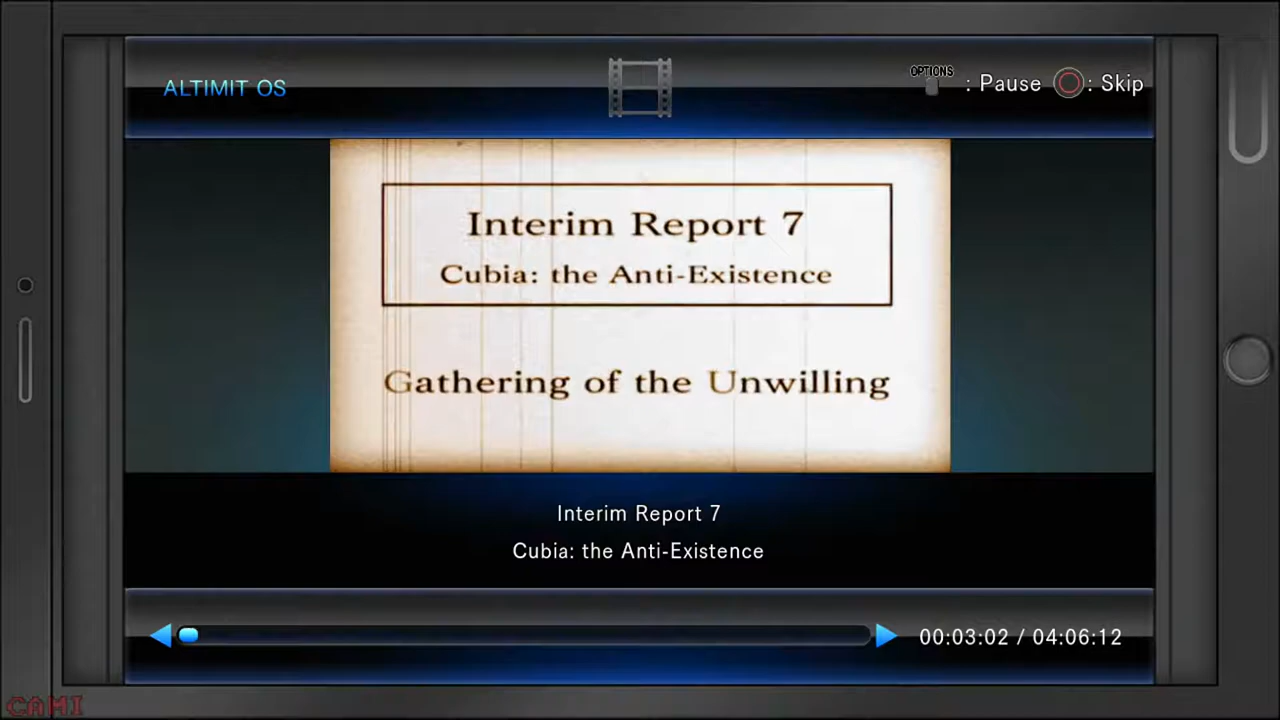 ALTIMIT OS
OPTIONS : Pause : Skip
Interim Report 7
Cubia: the Anti-Existence
Gathering of the Unwilling
Interim Report 7
Cubia: the Anti-Existence
00:03:02 / 04:06:12
CAMI